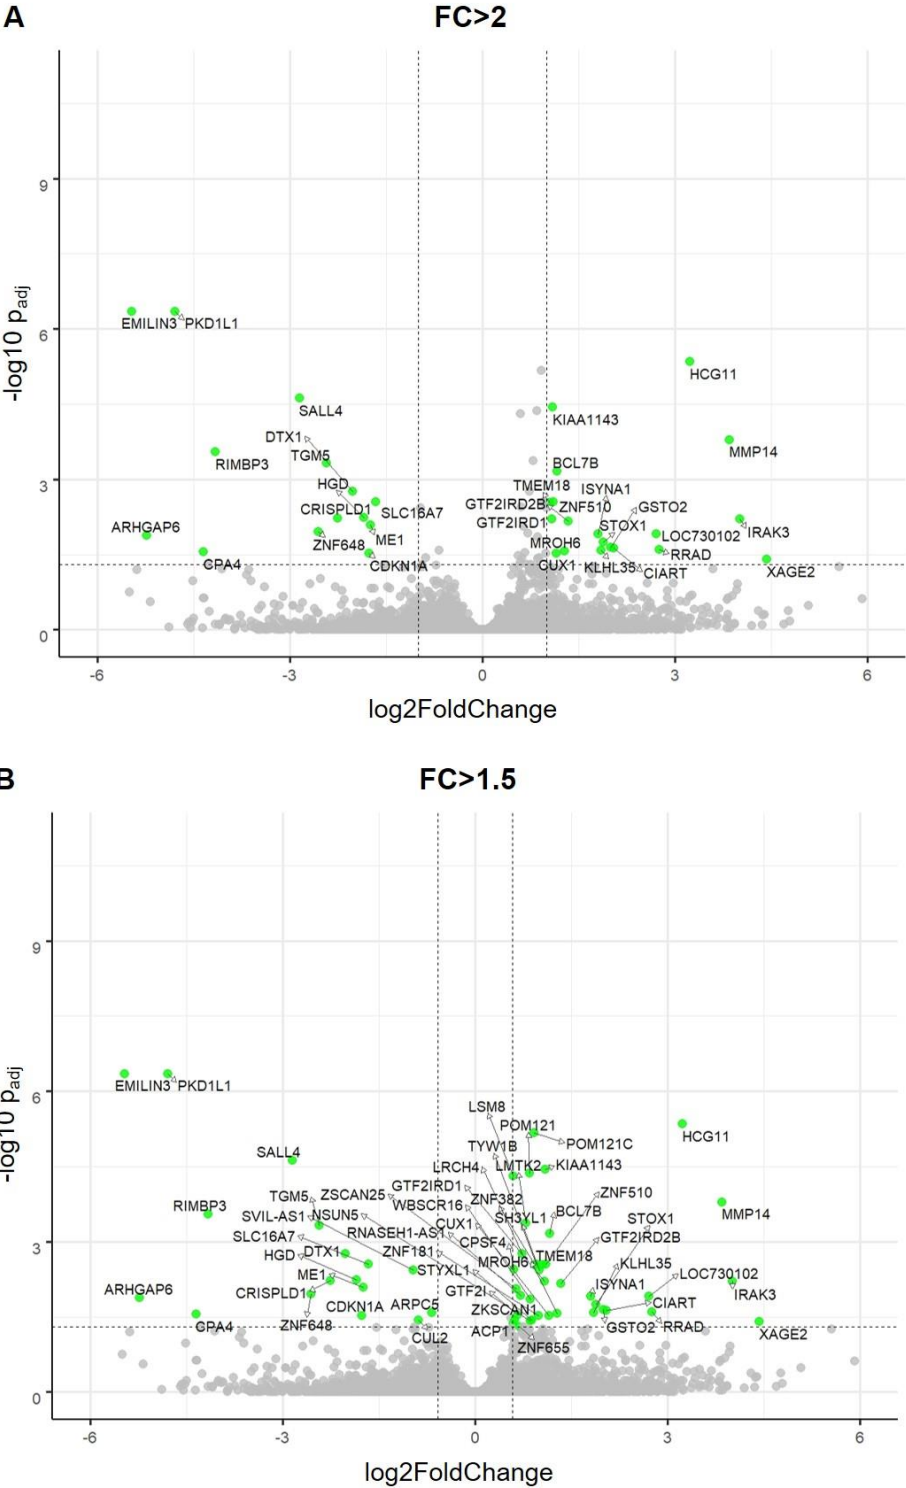 A
FC>2
-log10 padj
9
6
3
0
EMILIN3 PKD1L1
HCG11
SALL4
KIAA1143
DTX1
TGM5
RIMBP3
MMP14
BCL7B
HGD
TMEM18
ISYNA1
CRISPLD1
SLC16A7
GTF2IRD2B
ZNF510
GSTO2
ARHGAP6
GTF2IRD1
STOX1
LOC730102
IRAK3
ZNF648
ME1
MROH6
RRAD
CPA4
CDKN1A
CUX1
KLHL35
CIART
XAGE2
-6
-3
0
3
6
log2FoldChange
B
FC>1.5
-log10 padj
9
6
3
0
EMILIN3 PKD1L1
LSM8
POM121
HCG11
TYW1B
POM121C
SALL4
LRCH4
LMTK2
KIAA1143
GTF2IRD1
TGM5
ZSCAN25
ZNF382
ZNF510
RIMBP3
WBSCR16
SVIL-AS1
NSUN5
SH3YL1
BCL7B
STOX1
MMP14
CUX1
SLC16A7
RNASEH1-AS1
CPSF4
GTF2IRD2B
HGD
DTX1
ZNF181
MROH6
TMEM18
KLHL35
ME1
STYXL1
LOC730102
ARHGAP6
CRISPLD1
GTF2I
ISYNA1
IRAK3
CDKN1A
ARPC5
ZKSCAN1
CIART
CPA4
ZNF648
CUL2
ACP1
GSTO2
RRAD
XAGE2
ZNF655
-6
-3
0
3
6
log2FoldChange